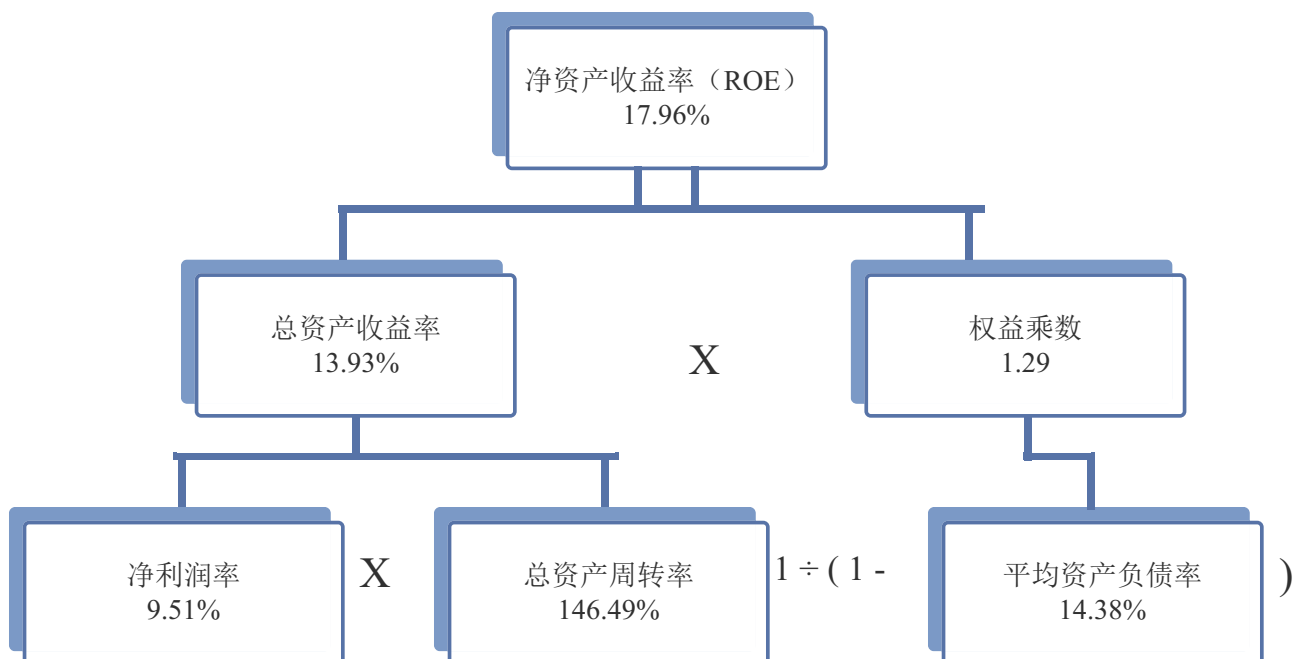 净资产收益率（ROE）
17.96%
总资产收益率
13.93%
X
权益乘数
1.29
净利润率
9.51%
X
总资产周转率
146.49%
1 ÷ ( 1 -
平均资产负债率
14.38%
)